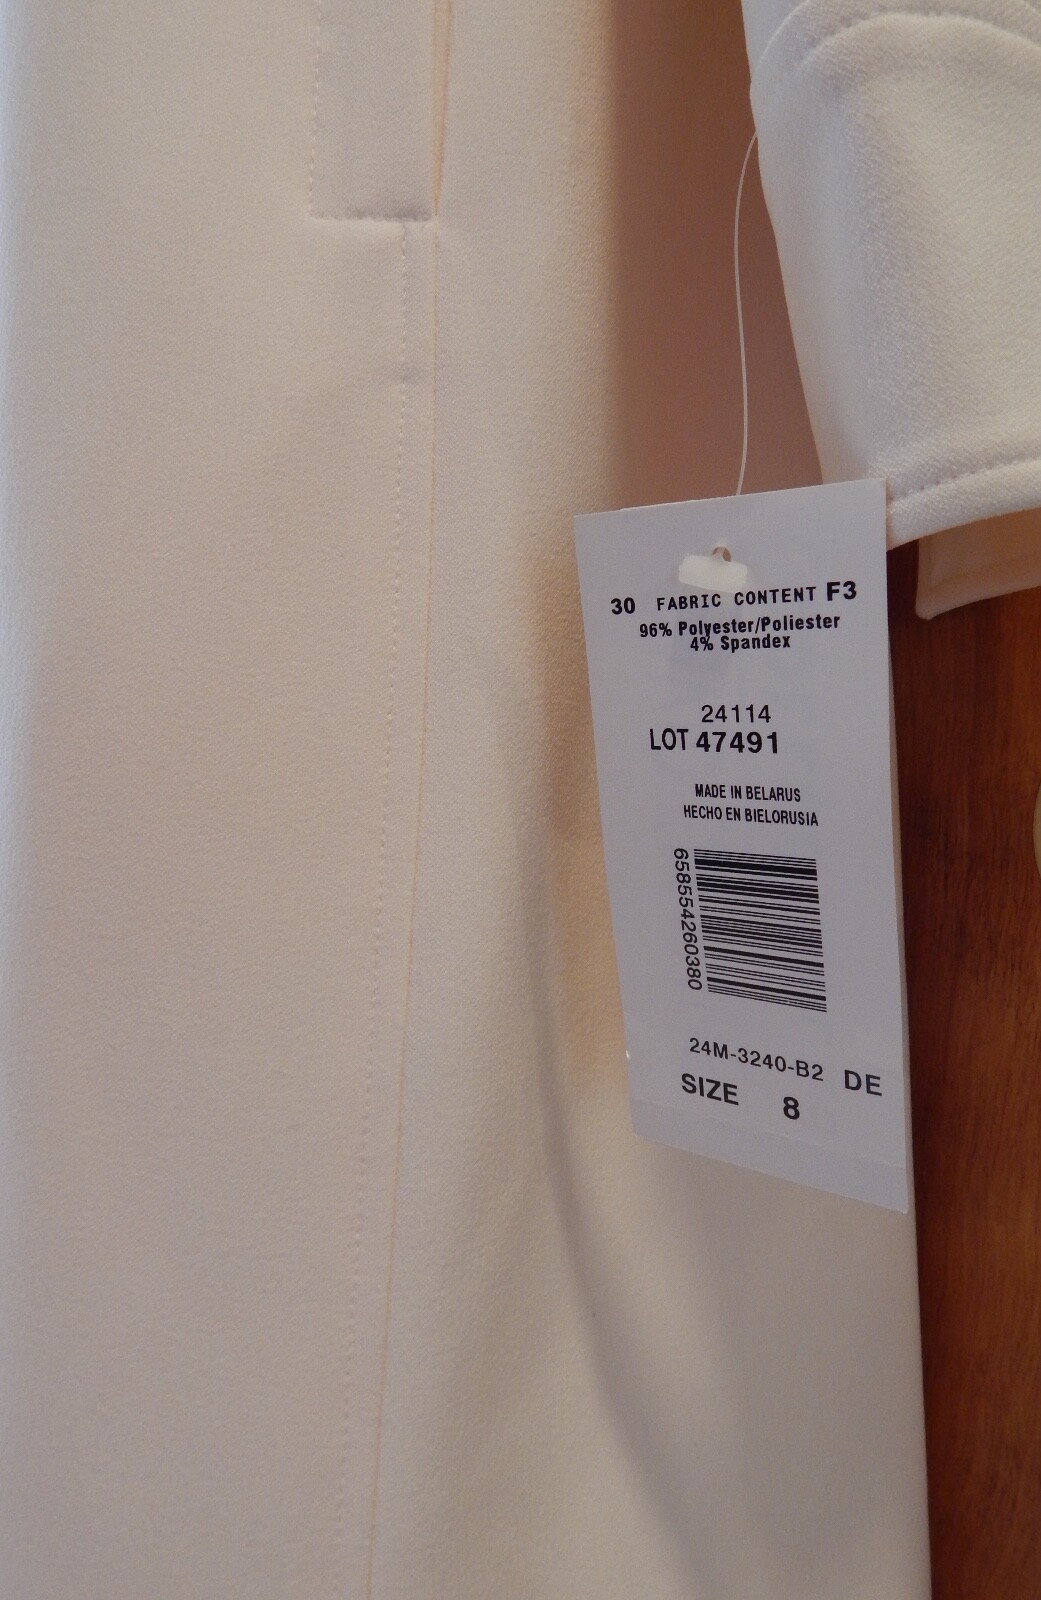 30 FABRIC CONTENT F3
96% Polyester/Poliester
4% Spandex
24114
LOT 47491
MADE IN BELARUS
HECHO EN BIELORUSIA
658554260380
24M-3240-B2 DE
SIZE 8